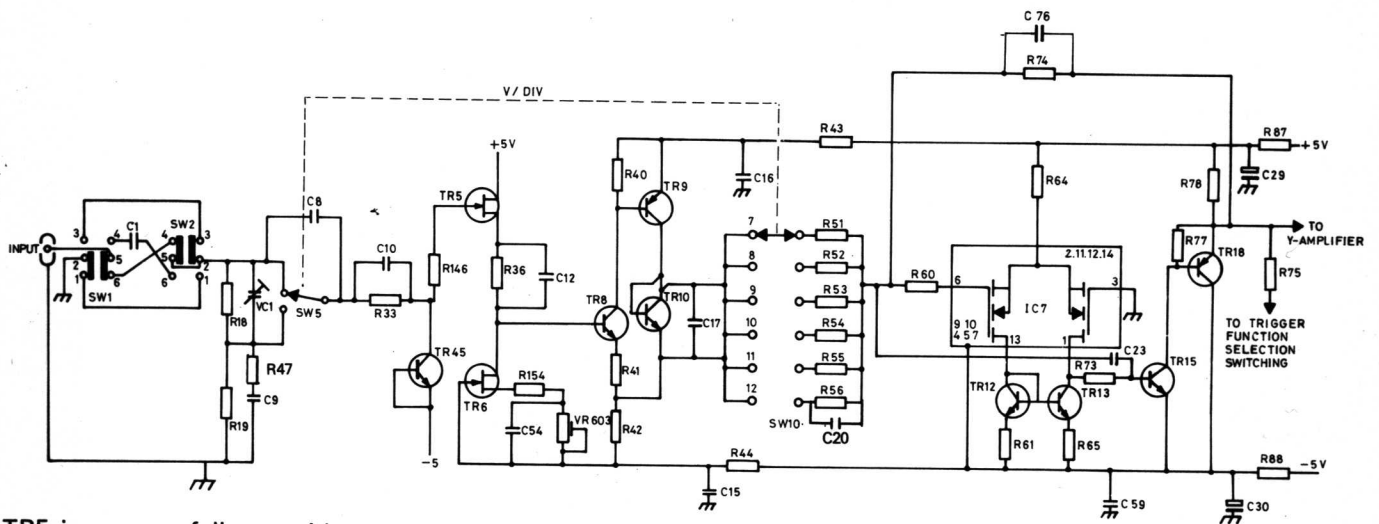 C 76
R74
V/ DIV
R43
R87
+5V
+5V
R40
TR9
C16
R64
R78
C29
C8
TR5
TO
Y-AMPLIFIER
3
4
C1
SW2
4
3
7
R51
R77
TR18
INPUT
5
5
C10
R146
R36
C12
8
R52
R60
6
2.11.12.14
3
R75
2
1
SW1
6
6
2
1
R18
VC1
SW5
R33
TR8
TR10
9
R53
IC7
C17
10
R54
9 10
4 5 7
13
1
C23
TO TRIGGER
FUNCTION
SELECTION
SWITCHING
R47
TR45
R154
R41
11
R55
R73
TR15
TR12
TR13
C9
TR6
12
R56
R19
C54
VR603
R42
SW10
C20
R61
R65
-5
R44
R88
-5V
C15
C59
C30